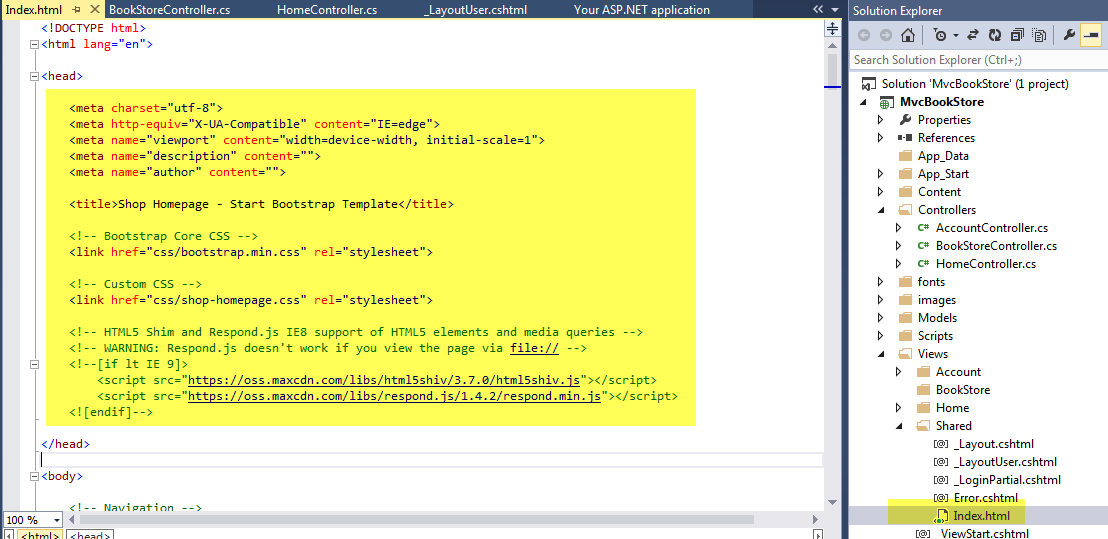 Index.html
BookStoreController.cs
HomeController.cs
_LayoutUser.cshtml
Your ASP.NET application
<!DOCTYPE html>
<html lang="en">
<head>
<meta charset="utf-8">
<meta http-equiv="X-UA-Compatible" content="IE=edge">
<meta name="viewport" content="width=device-width, initial-scale=1">
<meta name="description" content="">
<meta name="author" content="">
<title>Shop Homepage - Start Bootstrap Template</title>
<!-- Bootstrap Core CSS -->
<link href="css/bootstrap.min.css" rel="stylesheet">
<!-- Custom CSS -->
<link href="css/shop-homepage.css" rel="stylesheet">
<!-- HTML5 Shim and Respond.js IE8 support of HTML5 elements and media queries -->
<!-- WARNING: Respond.js doesn't work if you view the page via file:// -->
<!--[if lt IE 9]>
<script src="https://oss.maxcdn.com/libs/html5shiv/3.7.0/html5shiv.js"></script>
<script src="https://oss.maxcdn.com/libs/respond.js/1.4.2/respond.min.js"></script>
<![endif]-->
</head>
<body>
<!-- Navigation -->
100 %
<html>
<head>
Solution Explorer
Search Solution Explorer (Ctrl+;)
Solution 'MvcBookStore' (1 project)
MvcBookStore
Properties
References
App_Data
App_Start
Content
Controllers
C# AccountController.cs
C# BookStoreController.cs
C# HomeController.cs
fonts
images
Models
Scripts
Views
Account
BookStore
Home
Shared
[@] _Layout.cshtml
[@] _LayoutUser.cshtml
[@] _LoginPartial.cshtml
[@] Error.cshtml
Index.html
[@] _ViewStart.cshtml